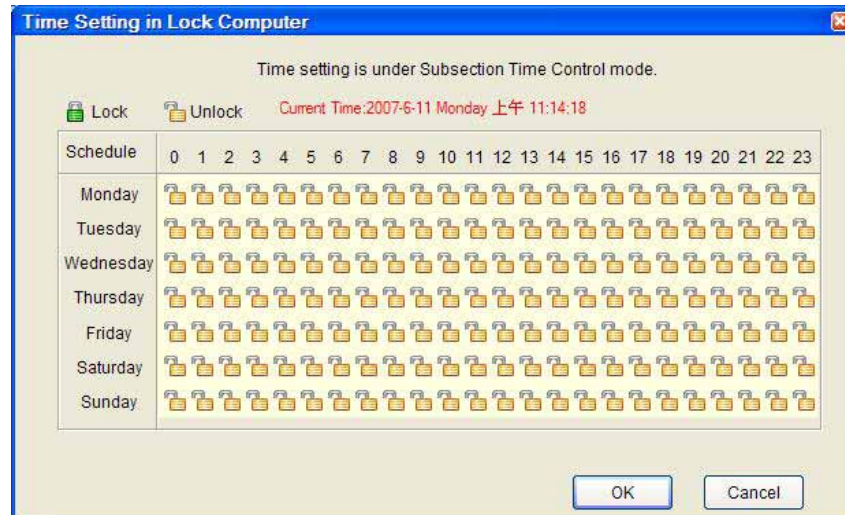 Time Setting in Lock Computer
Time setting is under Subsection Time Control mode.
Lock Unlock Current Time:2007-6-11 Monday 上午 11:14:18
Schedule 0 1 2 3 4 5 6 7 8 9 10 11 12 13 14 15 16 17 18 19 20 21 22 23
Monday
Tuesday
Wednesday
Thursday
Friday
Saturday
Sunday
OK Cancel